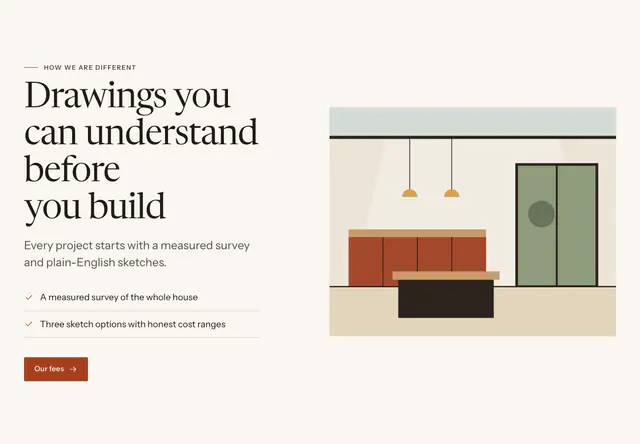 HOW WE ARE DIFFERENT
Drawings you
can understand
before
you build
Every project starts with a measured survey
and plain-English sketches.
A measured survey of the whole house
Three sketch options with honest cost ranges
Our fees